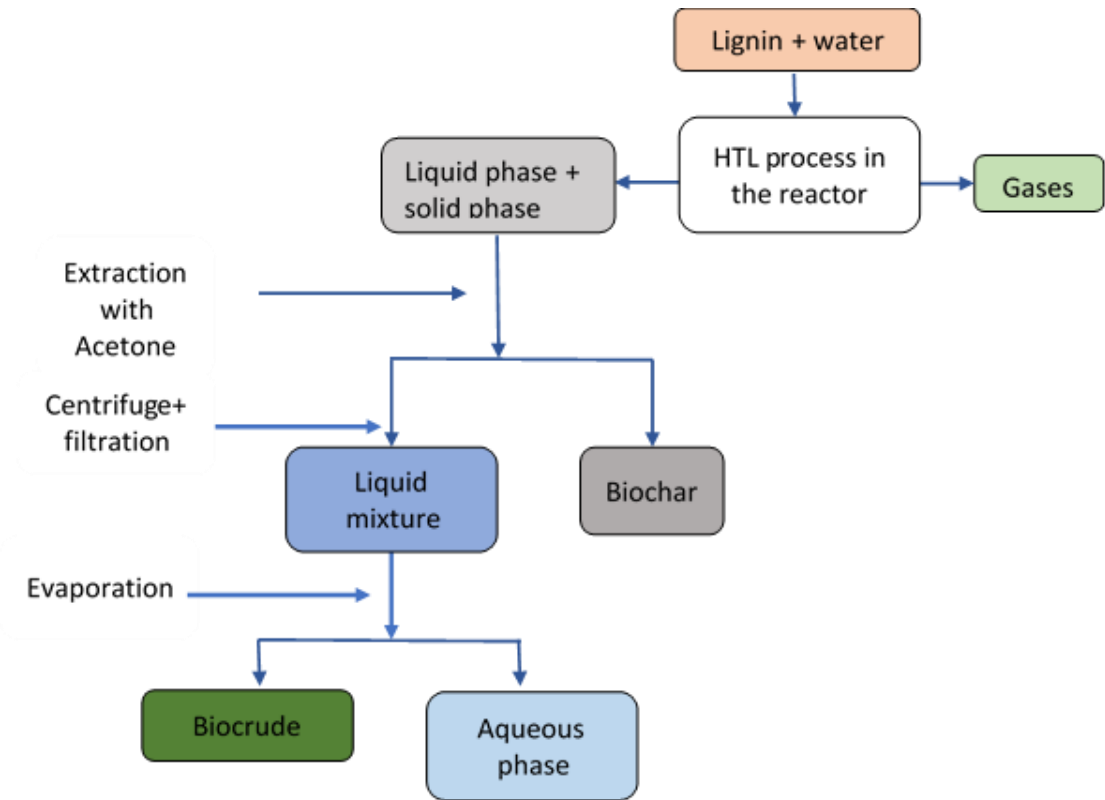 Lignin + water
HTL process in
the reactor
Gases
Liquid phase +
solid phase
Extraction
with
Acetone
Centrifuge+
filtration
Liquid
mixture
Biochar
Evaporation
Biocrude
Aqueous
phase